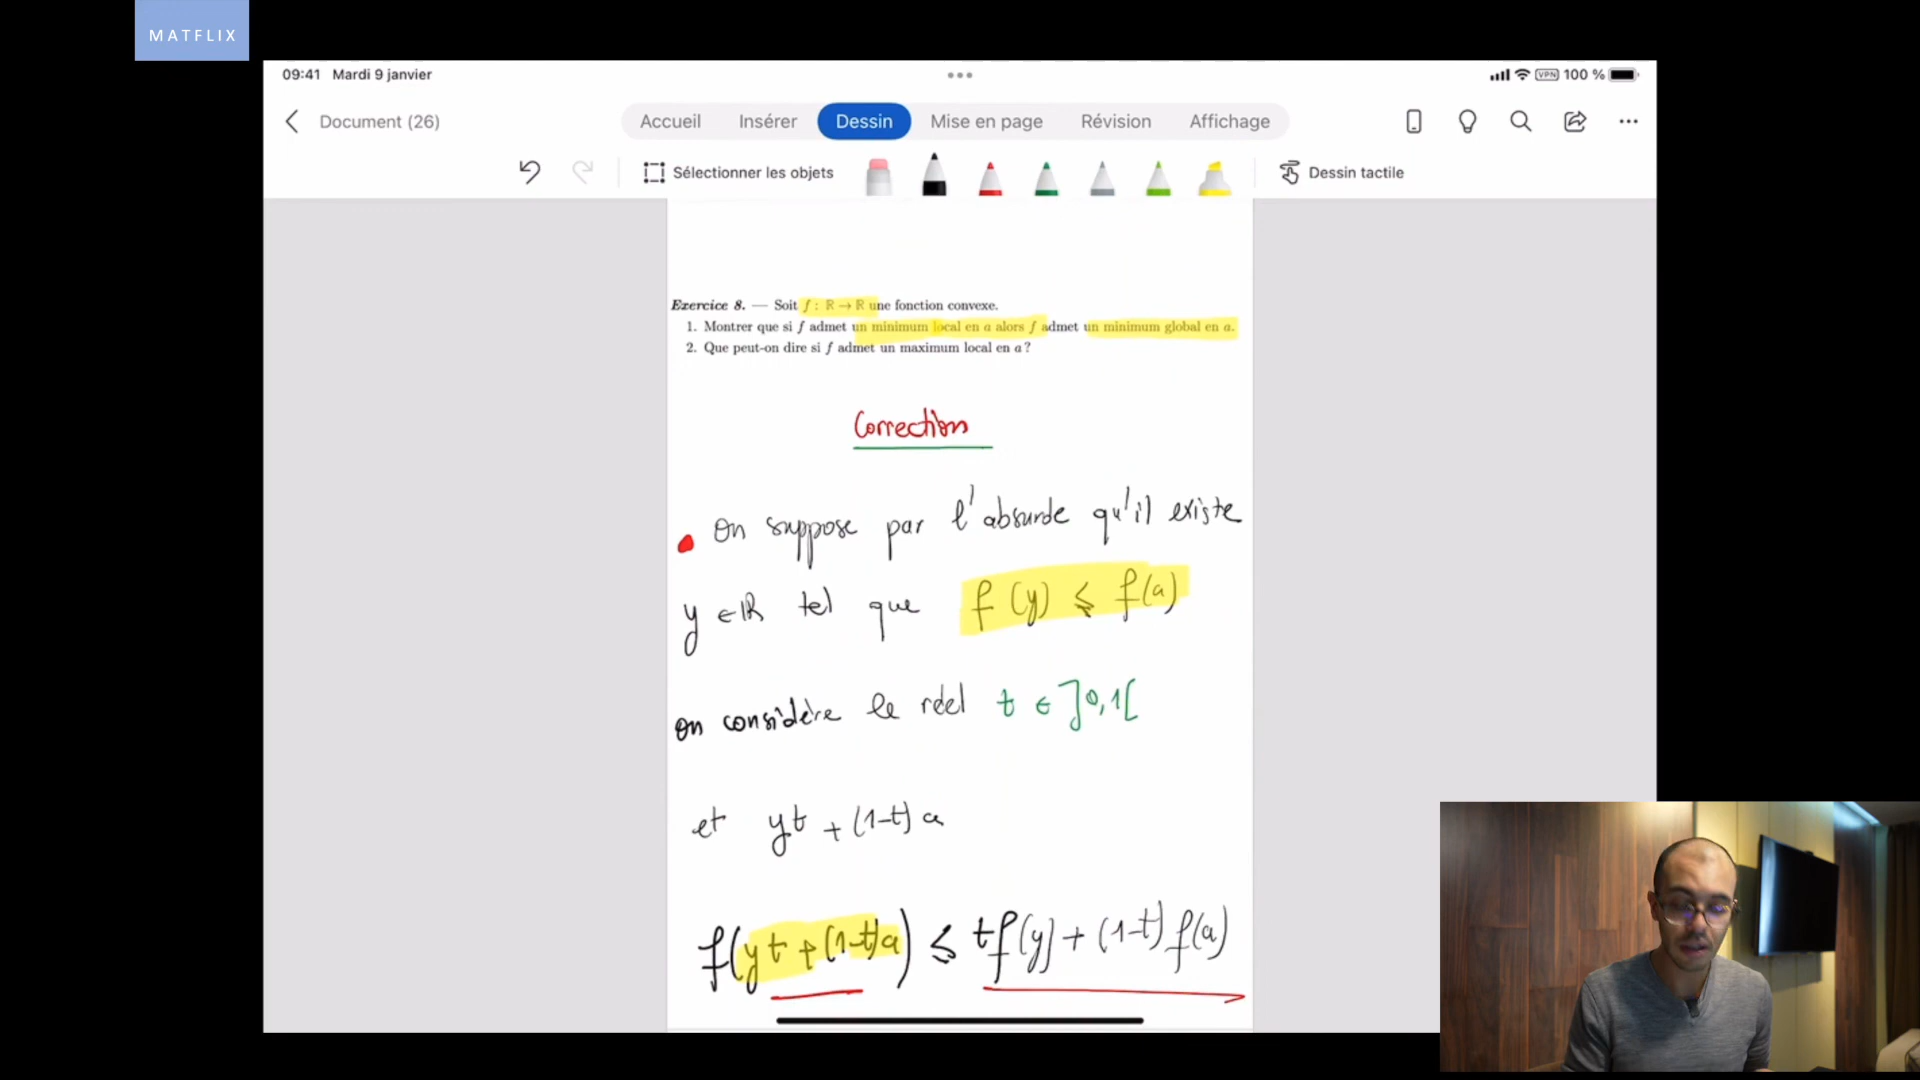 MATFLIX
09:41 Mardi 9 janvier
VPN 100 %
Document (26)
Accueil Insérer Dessin Mise en page Révision Affichage
Sélectionner les objets
Dessin tactile
Exercice 8. — Soit f : ℝ → ℝ une fonction convexe.
1. Montrer que si f admet un minimum local en a alors f admet un minimum global en a.
2. Que peut-on dire si f admet un maximum local en a ?
Correction
On suppose par l'absurde qu'il existe
y ∈ ℝ tel que f(y) ≤ f(a)
on considère le réel t ∈ ]0,1[
et yt + (1-t) a
f(yt + (1-t)a) ≤ tf(y) + (1-t) f(a)